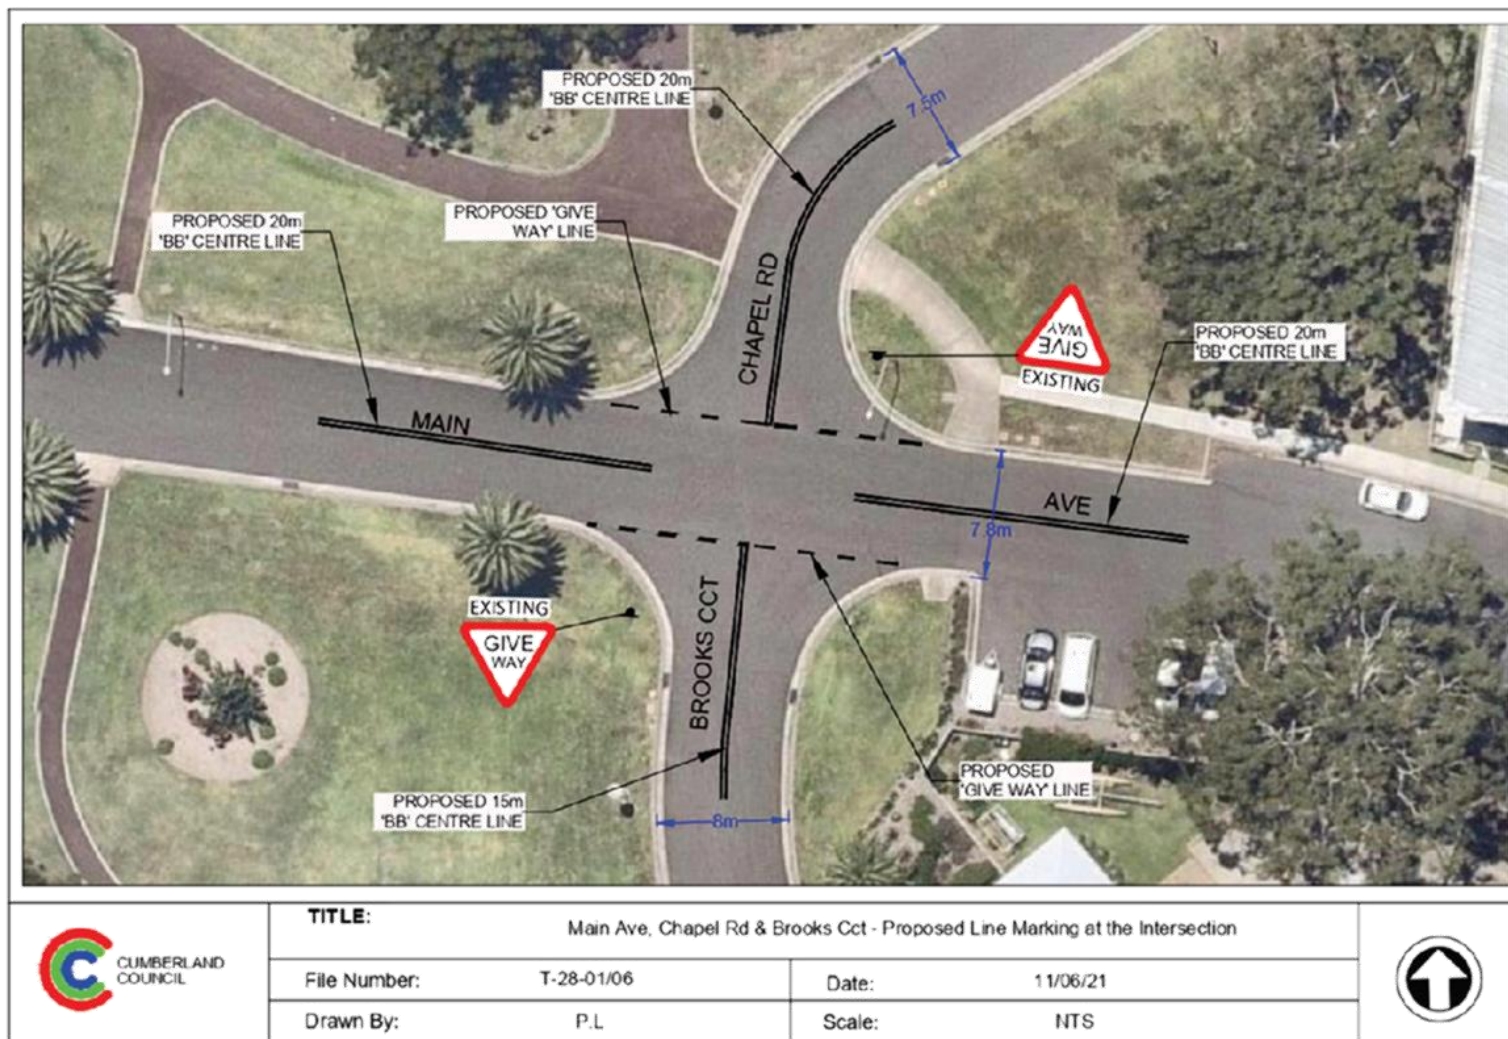 PROPOSED 20m
'BB' CENTRE LINE
7.5m
PROPOSED 20m
'BB' CENTRE LINE
PROPOSED 'GIVE
WAY' LINE
CHAPEL RD
GIVE
WAY
EXISTING
PROPOSED 20m
'BB' CENTRE LINE
MAIN
AVE
7.8m
EXISTING
GIVE
WAY
BROOKS CCT
PROPOSED
'GIVE WAY' LINE
PROPOSED 15m
'BB' CENTRE LINE
8m
CUMBERLAND
COUNCIL
TITLE:
Main Ave, Chapel Rd & Brooks Cct - Proposed Line Marking at the Intersection
File Number:
T-28-01/06
Date:
11/06/21
Drawn By:
P.L
Scale:
NTS